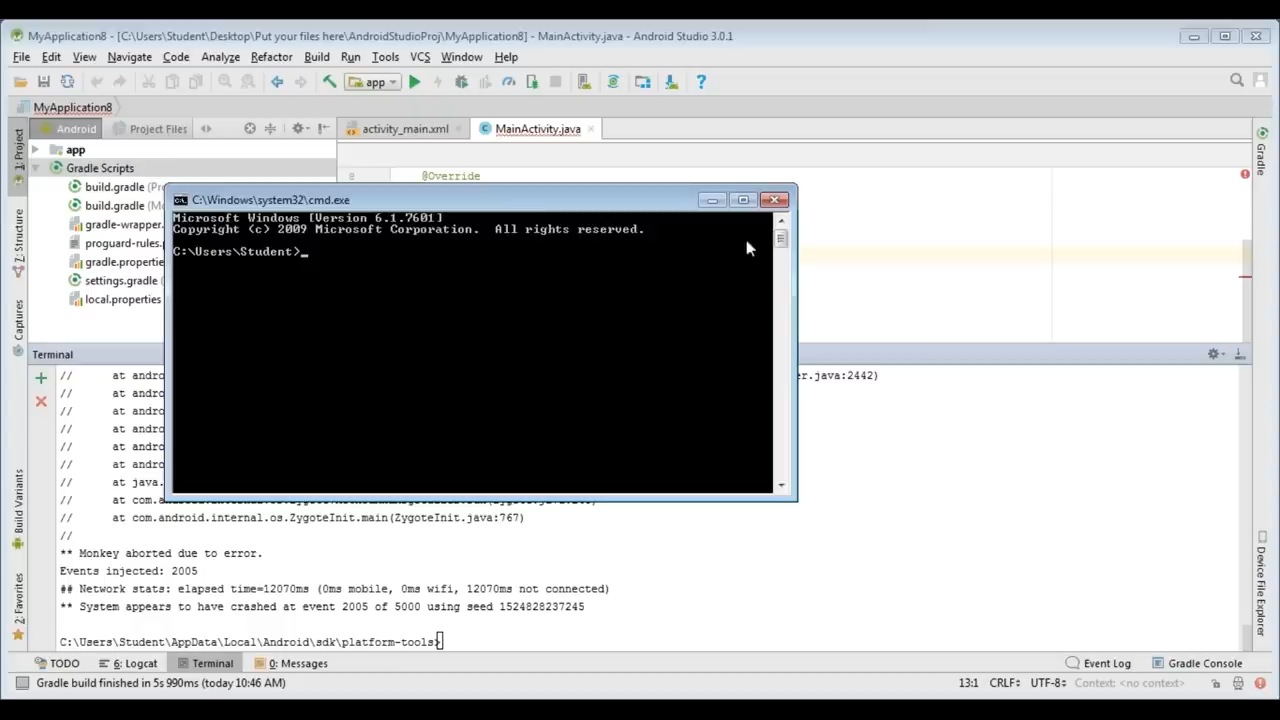 MyApplication8 - [C:\Users\Student\Desktop\Put your files here\AndroidStudioProj\MyApplication8] - MainActivity.java - Android Studio 3.0.1
File Edit View Navigate Code Analyze Refactor Build Run Tools VCS Window Help
app
MyApplication8
Android Project Files activity_main.xml MainActivity.java
1: Project
Z: Structure
Captures
Build Variants
2: Favorites
Gradle
Device File Explorer
app
Gradle Scripts
build.gradle
build.gradle
gradle-wrapper.
proguard-rules.
gradle.properti
settings.gradle
local.properties
@Override
C:\Windows\system32\cmd.exe
Microsoft Windows [Version 6.1.7601]
Copyright (c) 2009 Microsoft Corporation.  All rights reserved.
C:\Users\Student>_
Terminal
// at andro er.java:2442)
// at andro
// at andro
// at andro
// at andro
// at andro
// at java.
// at com.a
// at com.android.internal.os.ZygoteInit.main(ZygoteInit.java:767)
//
** Monkey aborted due to error.
Events injected: 2005
## Network stats: elapsed time=12070ms (0ms mobile, 0ms wifi, 12070ms not connected)
** System appears to have crashed at event 2005 of 5000 using seed 1524828237245
C:\Users\Student\AppData\Local\Android\sdk\platform-tools>
TODO 6: Logcat Terminal 0: Messages Event Log Gradle Console
Gradle build finished in 5s 990ms (today 10:46 AM) 13:1 CRLF UTF-8 Context: <no context>